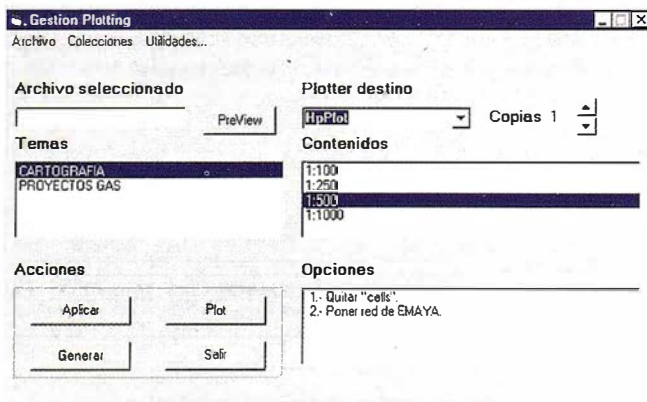 Gestion Plotting
Archivo Colecciones Utilidades...
Archivo seleccionado
PreView
Plotter destino
HpPlot
Copias 1
Temas
CARTOGRAFIA
PROYECTOS GAS
Contenidos
1:100
1:250
1:500
1:1000
Acciones
Aplicar
Plot
Generar
Salir
Opciones
1.- Quitar "cells".
2.- Poner red de EMAYA.